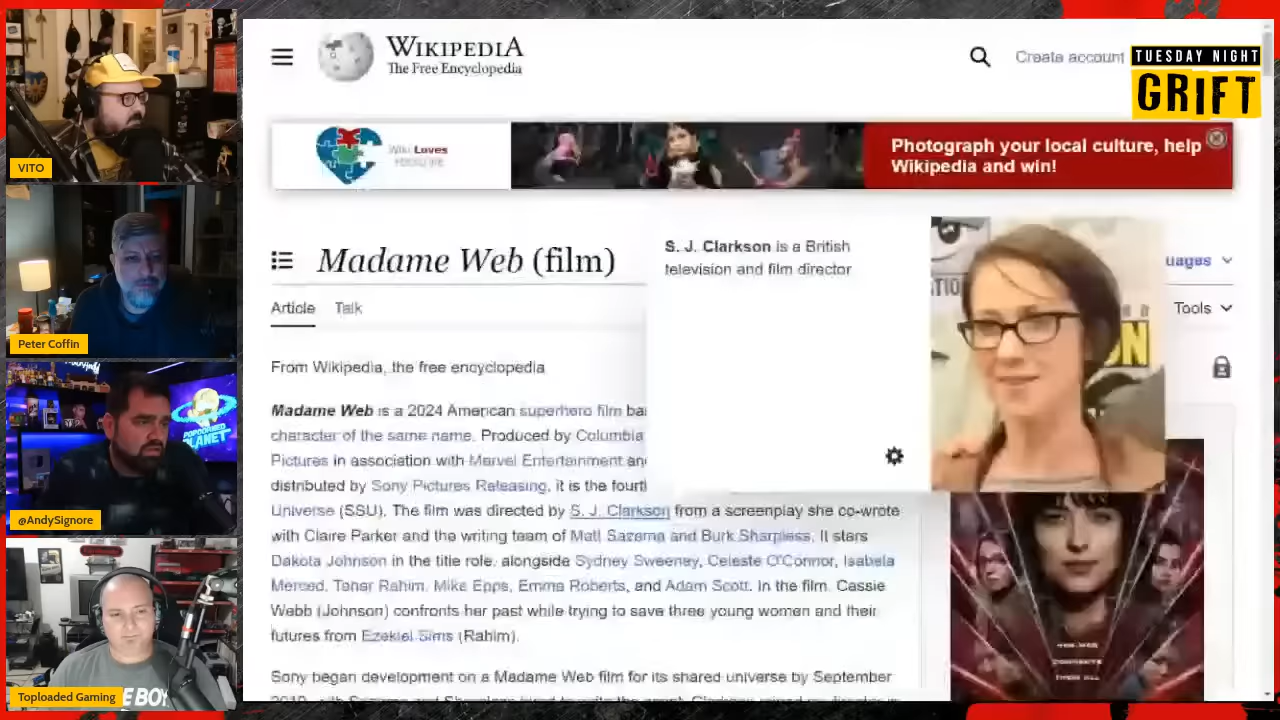 VITO
Peter Coffin
POPCORNED
PLANET
@AndySignore
Toploaded Gaming
TUESDAY NIGHT
GRIFT
WIKIPEDIA
The Free Encyclopedia
Create account
Wiki Loves
Photograph your local culture, help
Wikipedia and win!
Madame Web (film)
S. J. Clarkson is a British
television and film director
uages
Article
Talk
Tools
From Wikipedia, the free encyclopedia
Madame Web is a 2024 American superhero film ba
character of the same name. Produced by Columbia
Pictures in association with Marvel Entertainment an
distributed by Sony Pictures Releasing, it is the fourt
Universe (SSU). The film was directed by S. J. Clarkson from a screenplay she co-wrote
with Claire Parker and the writing team of Matt Sazama and Burk Sharpless. It stars
Dakota Johnson in the title role, alongside Sydney Sweeney, Celeste O'Connor, Isabela
Merced, Tahar Rahim, Mike Epps, Emma Roberts, and Adam Scott. In the film, Cassie
Webb (Johnson) confronts her past while trying to save three young women and their
futures from Ezekiel Sims (Rahim).
Sony began development on a Madame Web film for its shared universe by September